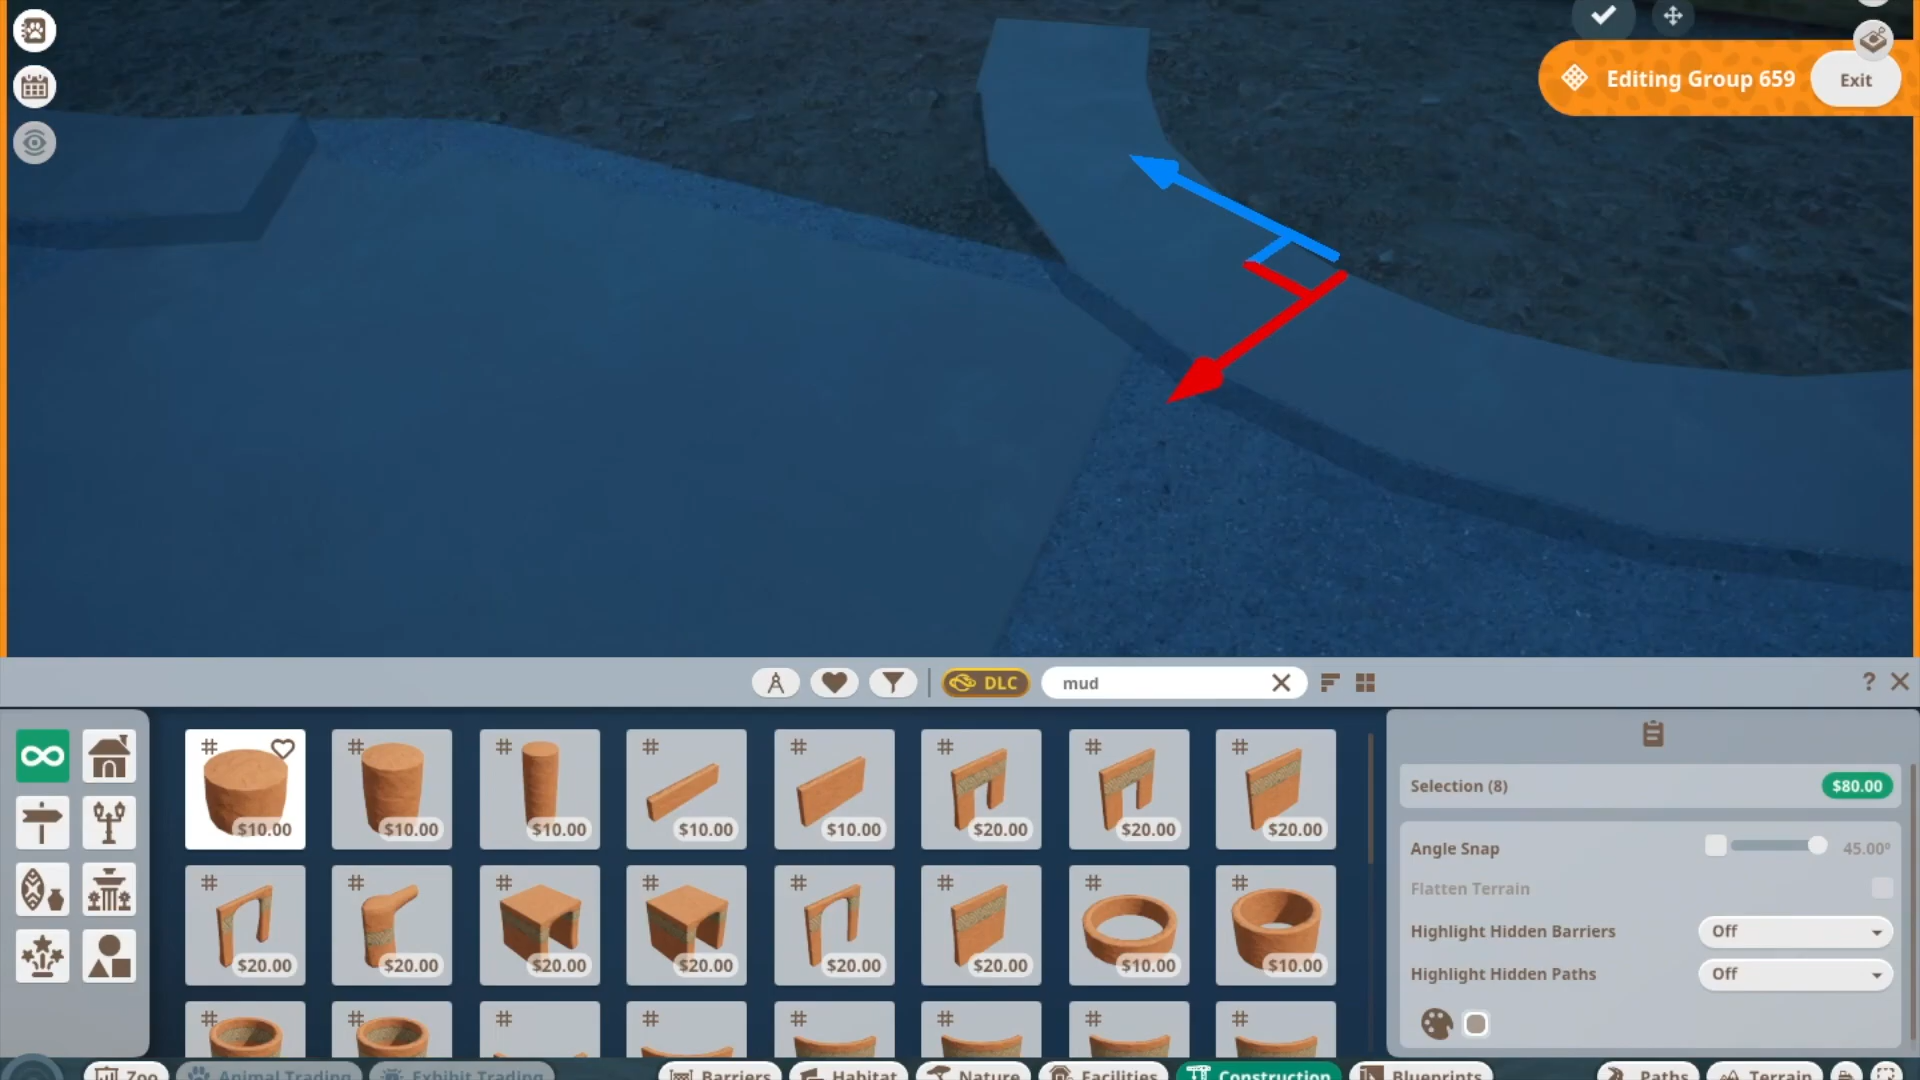 Editing Group 659
Exit
DLC
mud
?
$10.00
$10.00
$10.00
$10.00
$10.00
$20.00
$20.00
$20.00
$20.00
$20.00
$20.00
$20.00
$20.00
$20.00
$10.00
$10.00
Selection (8)
$80.00
Angle Snap
45.00°
Flatten Terrain
Highlight Hidden Barriers
Off
Highlight Hidden Paths
Off
Zoo
Animal Trading
Exhibit Trading
Barriers
Habitat
Nature
Facilities
Construction
Blueprints
Paths
Terrain